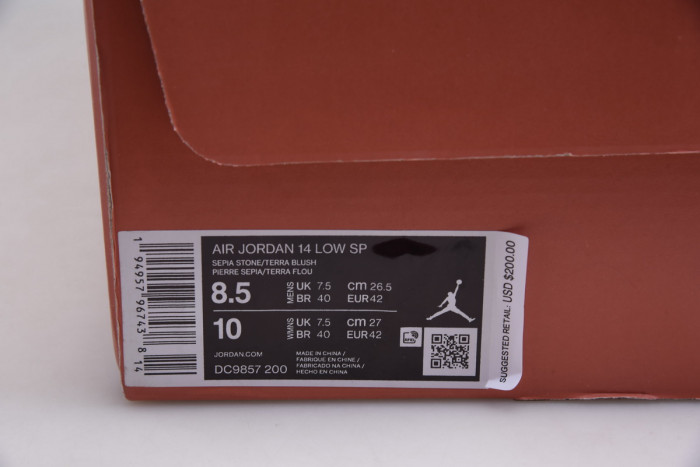 AIR JORDAN 14 LOW SP
SEPIA STONE/TERRA BLUSH
PIERRE SEPIA/TERRA FLOU
8.5 MENS UK 7.5 cm 26.5
BR 40 EUR 42
10 WMNS UK 7.5 cm 27
BR 40 EUR 42
JORDAN.COM
DC9857 200
MADE IN CHINA /
FABRIQUE EN CHINE /
FABRICADO NA CHINA /
HECHO EN CHINA
1 94957 96743 8 14
SUGGESTED RETAIL: USD $200.00